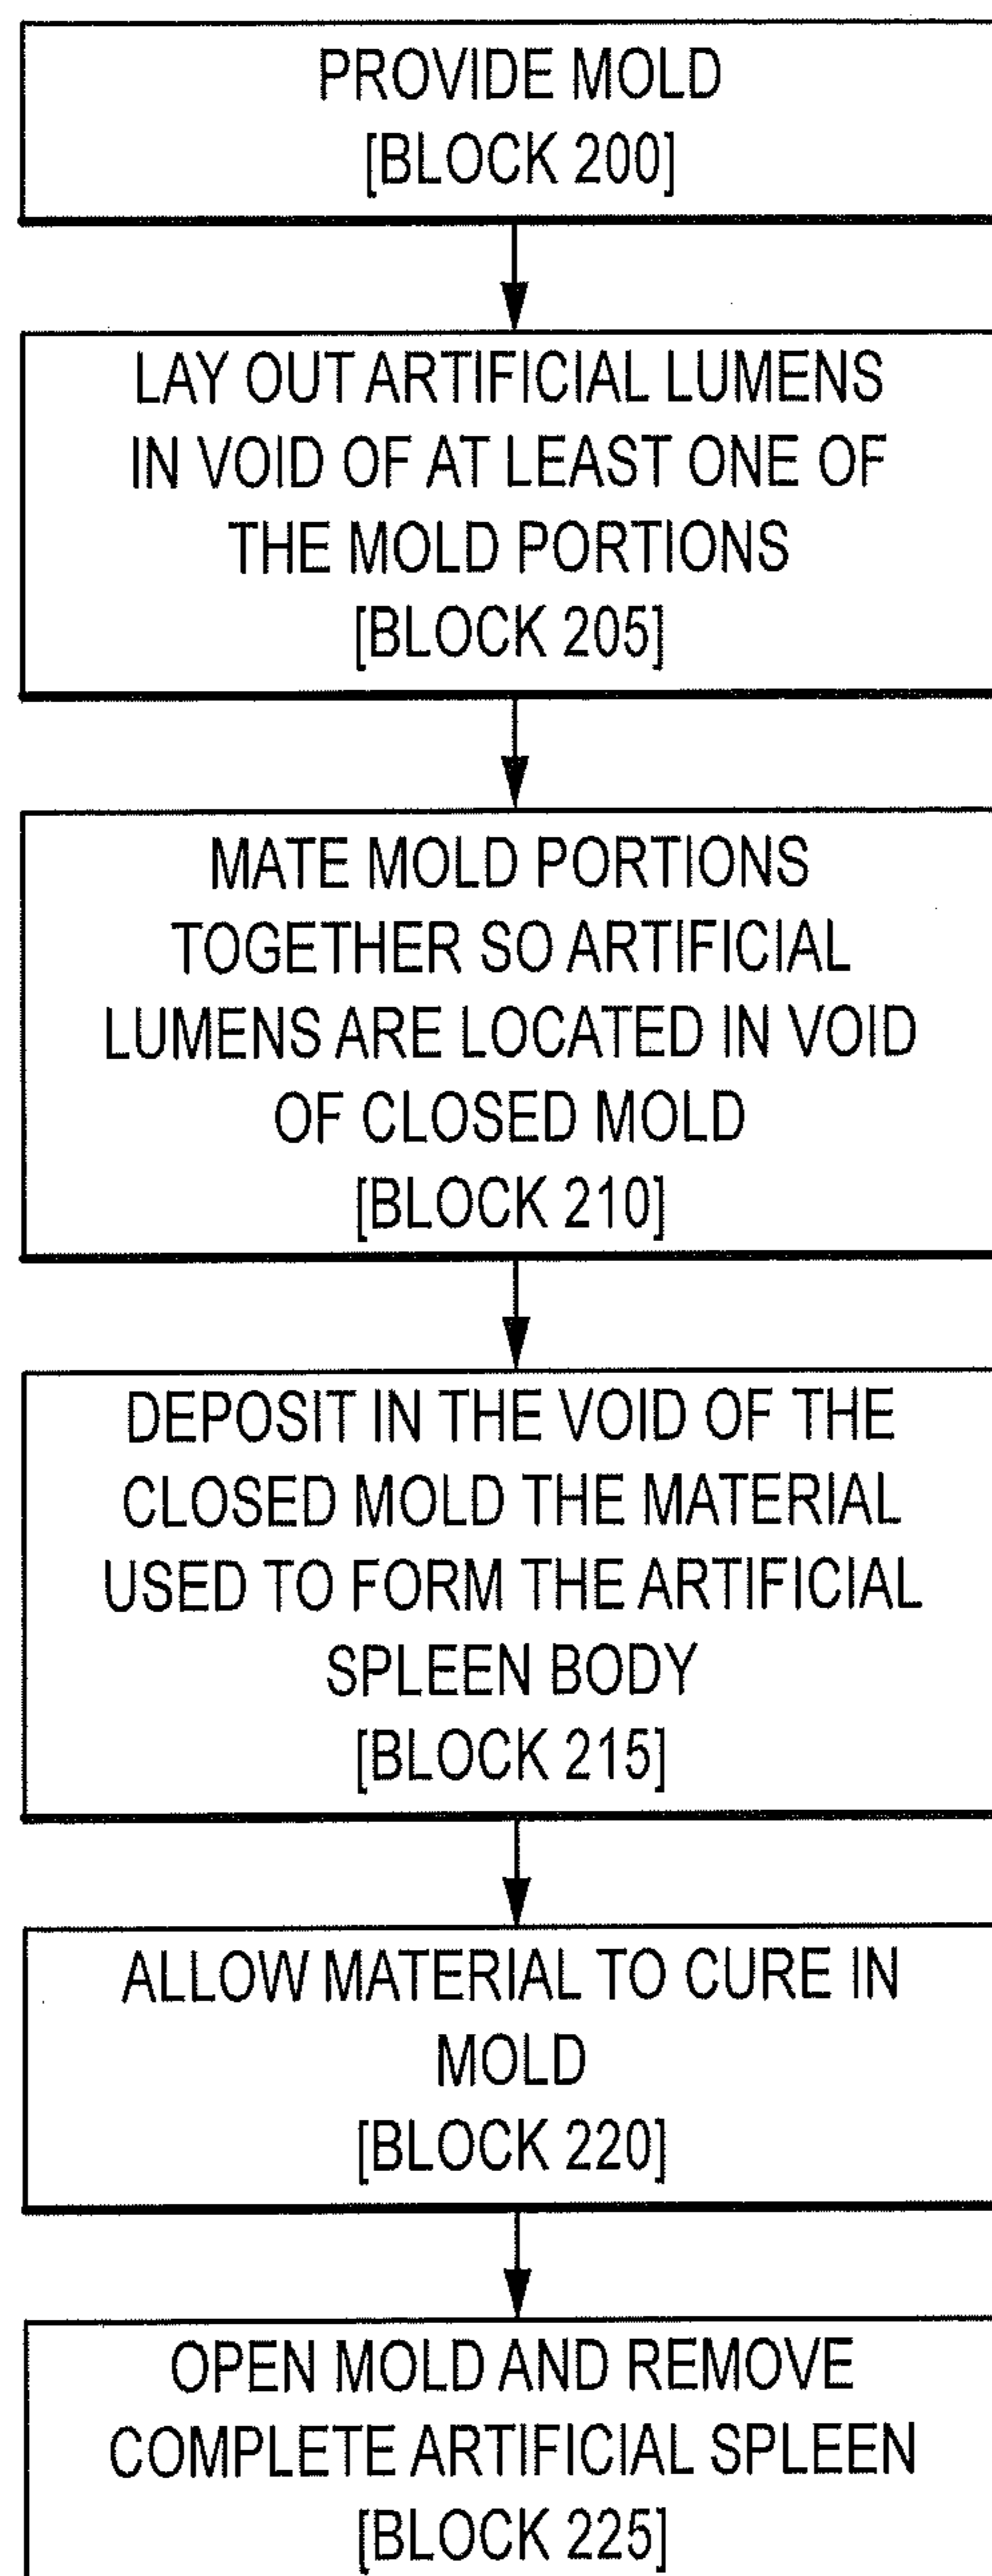 PROVIDE MOLD
[BLOCK 200]
LAY OUT ARTIFICIAL LUMENS
IN VOID OF AT LEAST ONE OF
THE MOLD PORTIONS
[BLOCK 205]
MATE MOLD PORTIONS
TOGETHER SO ARTIFICIAL
LUMENS ARE LOCATED IN VOID
OF CLOSED MOLD
[BLOCK 210]
DEPOSIT IN THE VOID OF THE
CLOSED MOLD THE MATERIAL
USED TO FORM THE ARTIFICIAL
SPLEEN BODY
[BLOCK 215]
ALLOW MATERIAL TO CURE IN
MOLD
[BLOCK 220]
OPEN MOLD AND REMOVE
COMPLETE ARTIFICIAL SPLEEN
[BLOCK 225]